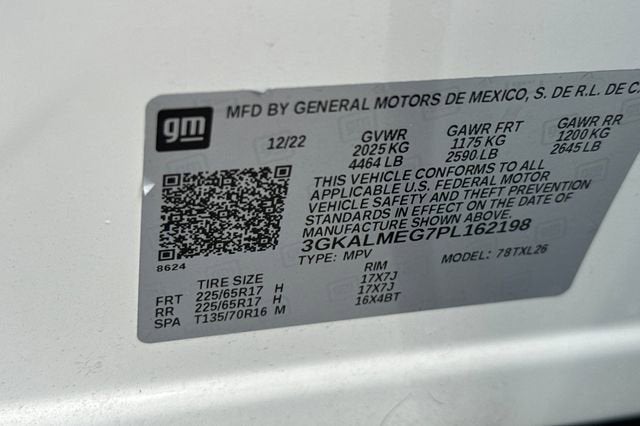 gm
MFD BY GENERAL MOTORS DE MEXICO, S. DE R.L. DE C.
12/22 GVWR GAWR FRT GAWR RR
2025 KG 1175 KG 1200 KG
4464 LB 2590 LB 2645 LB
THIS VEHICLE CONFORMS TO ALL
APPLICABLE U.S. FEDERAL MOTOR
VEHICLE SAFETY AND THEFT PREVENTION
STANDARDS IN EFFECT ON THE DATE OF
MANUFACTURE SHOWN ABOVE.
3GKALMEG7PL162198
8624
TYPE: MPV MODEL: 78TXL26
TIRE SIZE RIM
FRT 225/65R17 H 17X7J
RR 225/65R17 H 17X7J
SPA T135/70R16 M 16X4BT